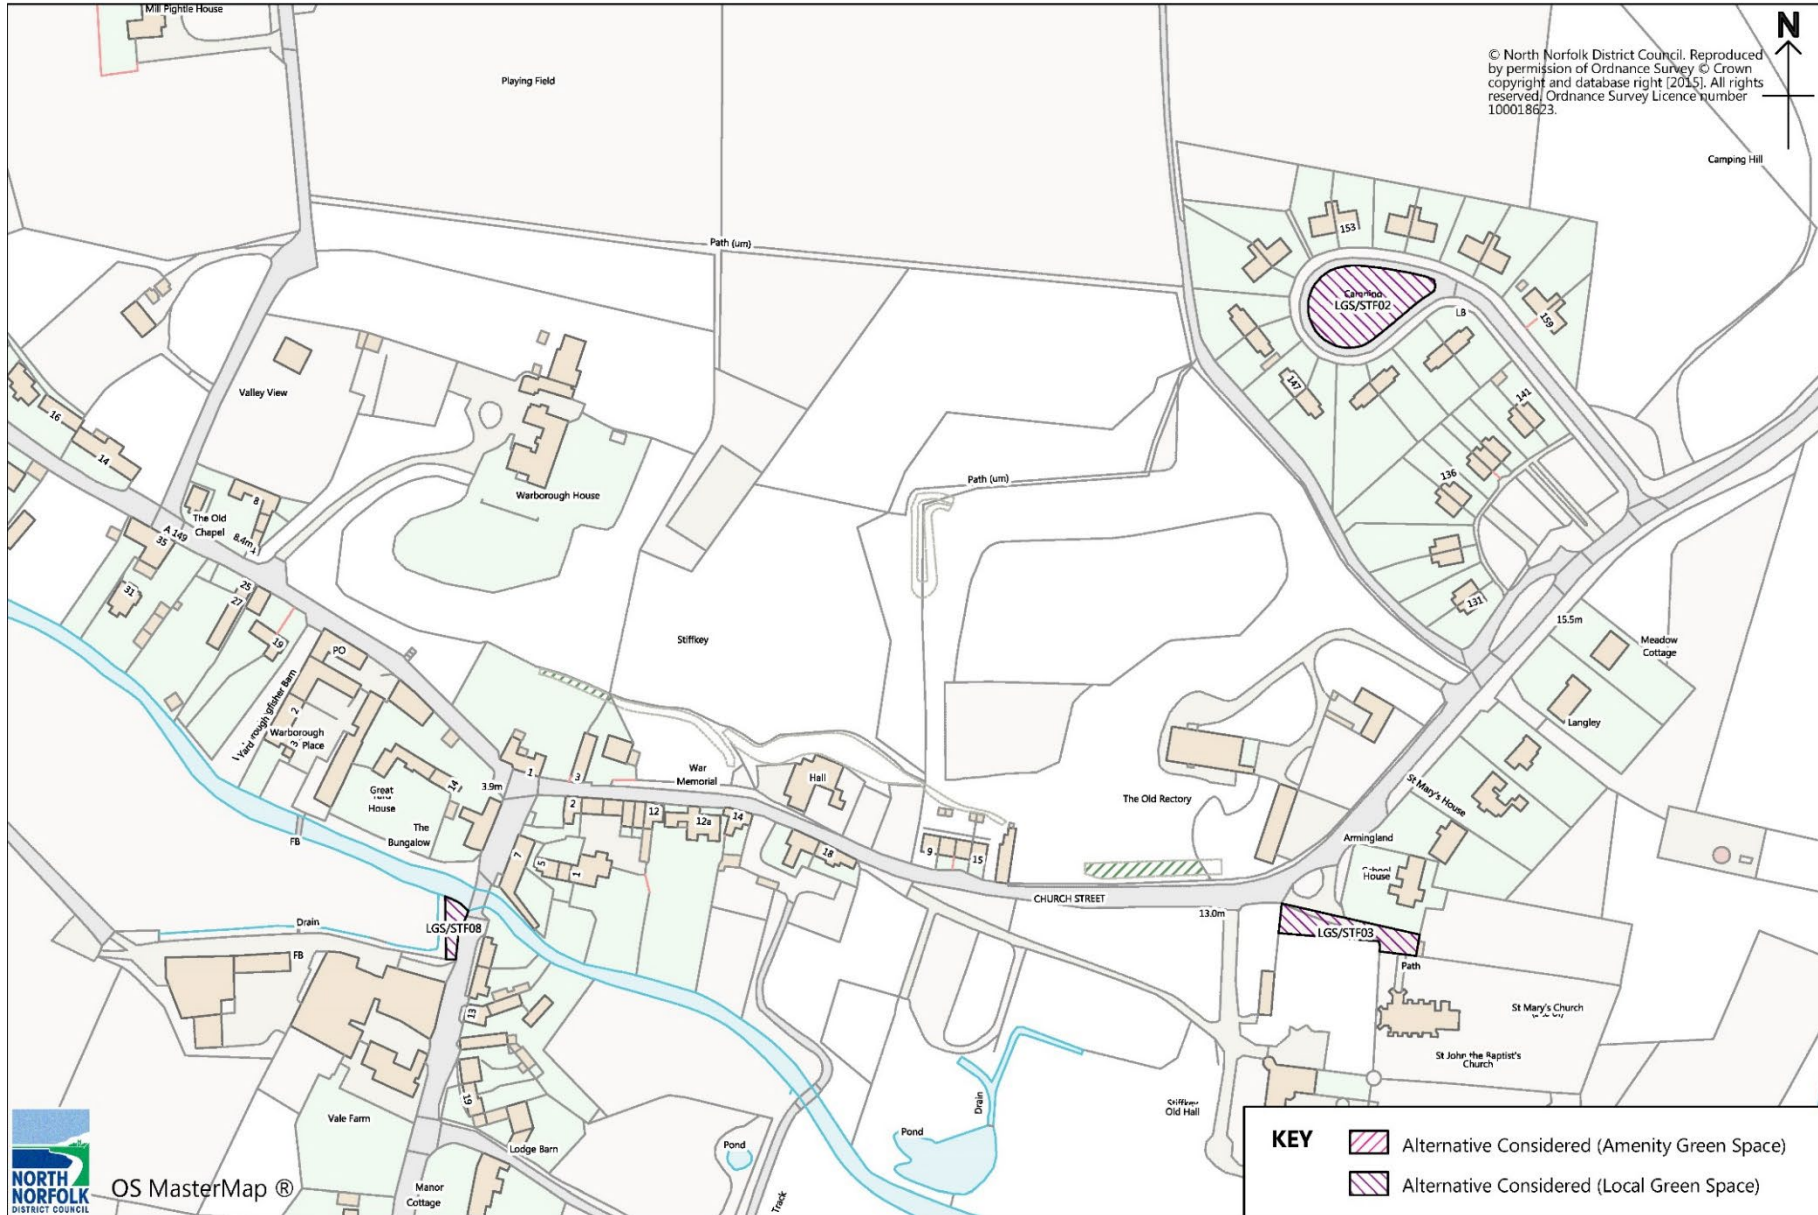 Mill Pightle House
Playing Field
N
© North Norfolk District Council. Reproduced
by permission of Ordnance Survey © Crown
copyright and database right [2015]. All rights
reserved. Ordnance Survey Licence number
100018623.
Camping Hill
Path (um)
153
LGS/STF02
LB
159
147
141
136
131
Valley View
16
14
Warborough House
Path (um)
8
The Old
Chapel
8.4m
A 149
35
31
25
27
19
PO
Stiffkey
15.5m
Meadow
Cottage
Langley
Yard
2
3
Warborough
Place
Great
House
14
The
Bungalow
FB
3.9m
1
3
War
Memorial
Hall
2
12
12a
14
18
9
15
The Old Rectory
St Mary's House
Armingland
House
7
5
1
CHURCH STREET
13.0m
LGS/STF08
Drain
FB
LGS/STF03
Path
St Mary's Church
St John the Baptist's
Church
13
19
Vale Farm
Lodge Barn
Pond
Pond
Drain
Old Hall
Manor
Cottage
Track
NORTH
NORFOLK
DISTRICT COUNCIL
OS MasterMap ®
KEY
Alternative Considered (Amenity Green Space)
Alternative Considered (Local Green Space)